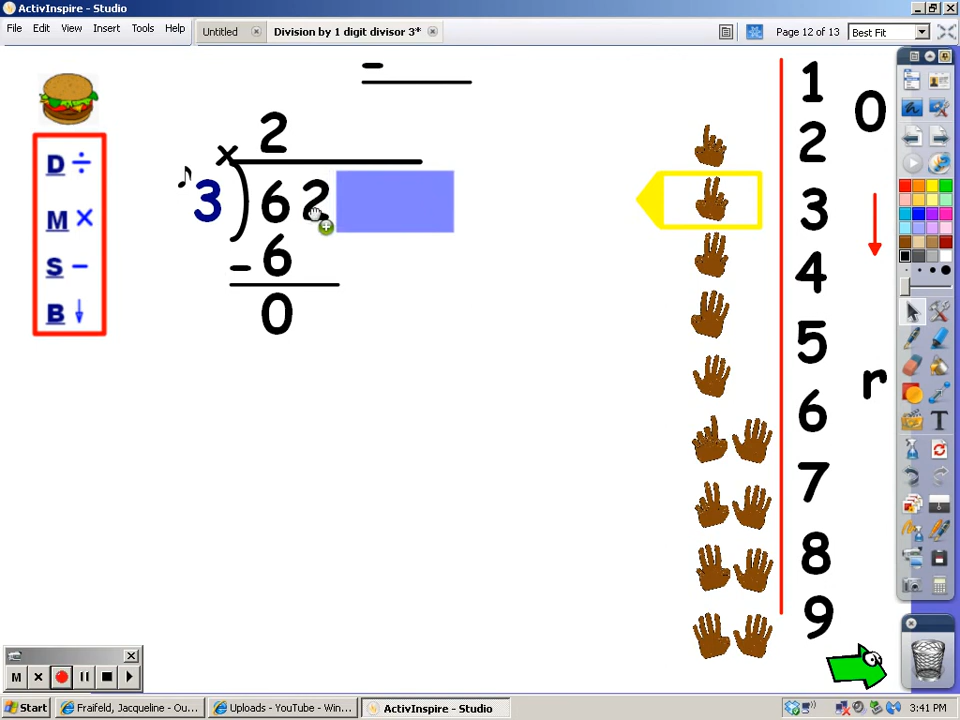 ActivInspire - Studio
File Edit View Insert Tools Help
Untitled
Division by 1 digit divisor 3*
Page 12 of 13
Best Fit
D ÷
M ×
S −
B ↓
−
2
×
♪
3 ) 6 2
− 6
0
1
2
3
4
5
6
7
8
9
0
r
M
Start
Fraifeld, Jacqueline - Ou...
Uploads - YouTube - Win...
ActivInspire - Studio
3:41 PM